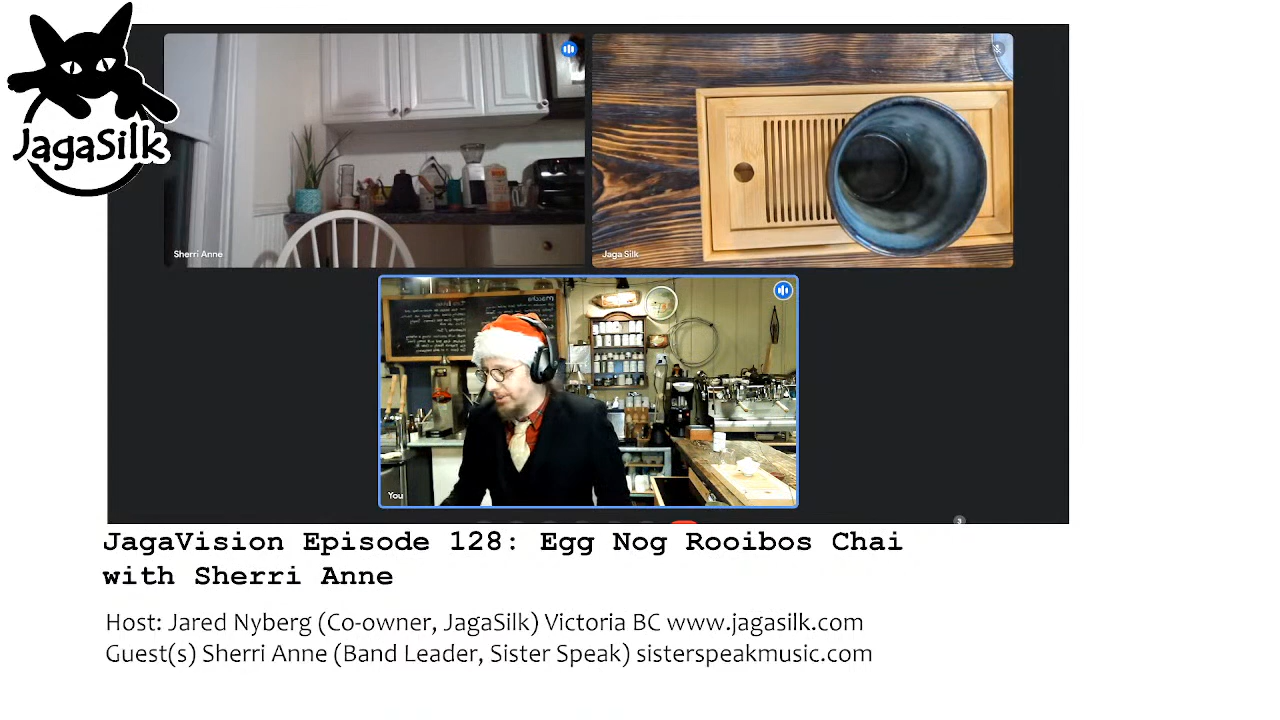 JagaSilk
Sherri Anne
Jaga Silk
You
3
JagaVision Episode 128: Egg Nog Rooibos Chai
with Sherri Anne
Host: Jared Nyberg (Co-owner, JagaSilk) Victoria BC www.jagasilk.com
Guest(s) Sherri Anne (Band Leader, Sister Speak) sisterspeakmusic.com